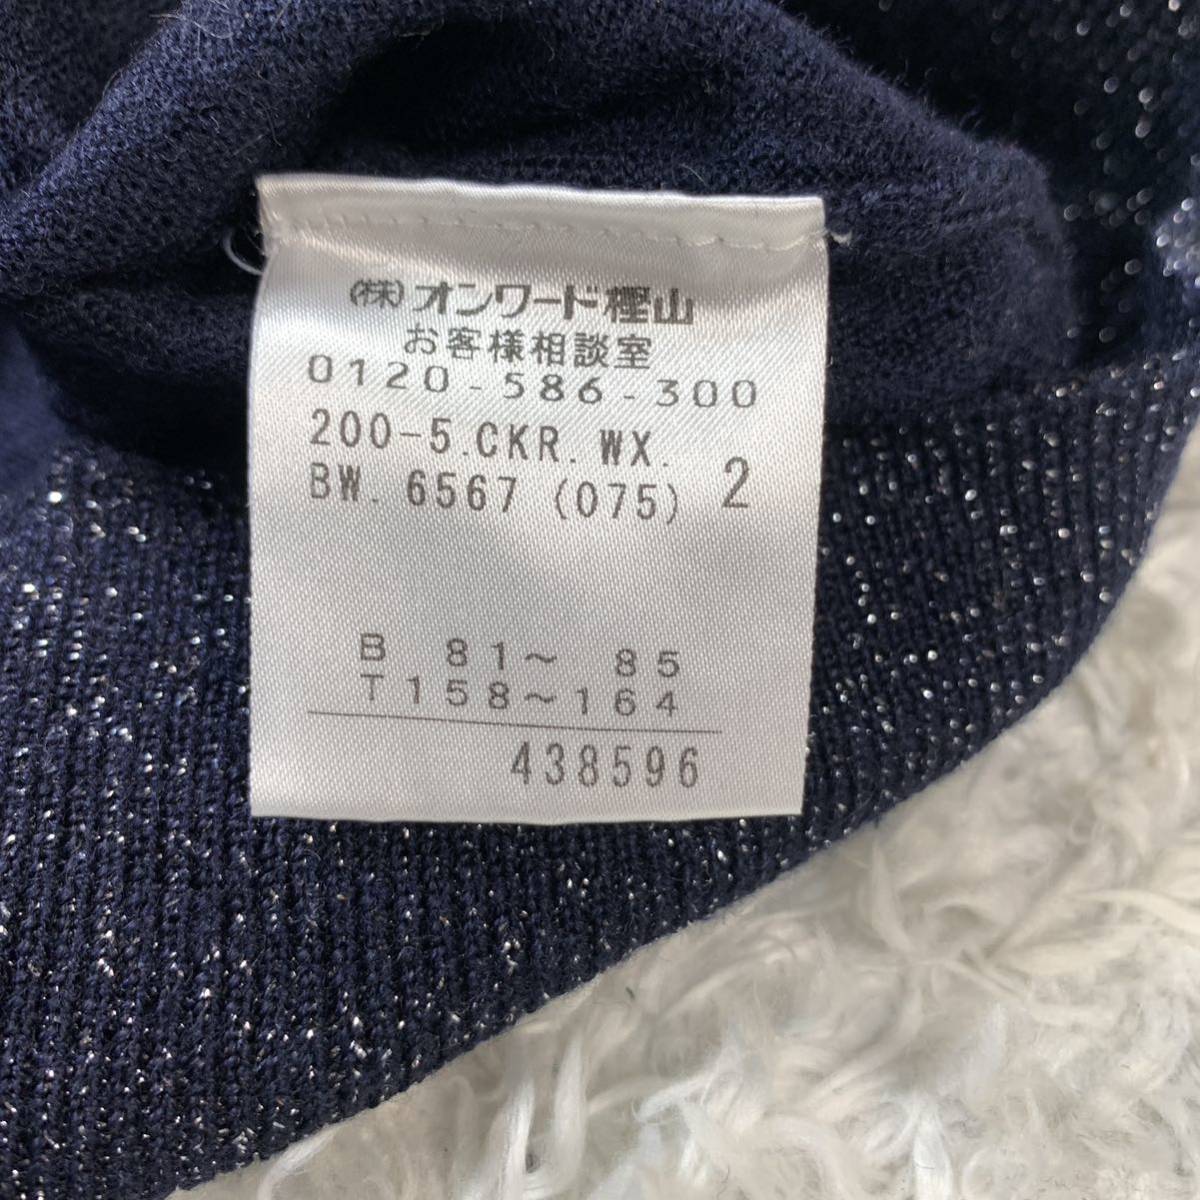 (株)オンワード樫山
お客様相談室
0120-586-300
200-5.CKR.WX.
BW.6567(075) 2
B 81〜 85
T158〜164
438596